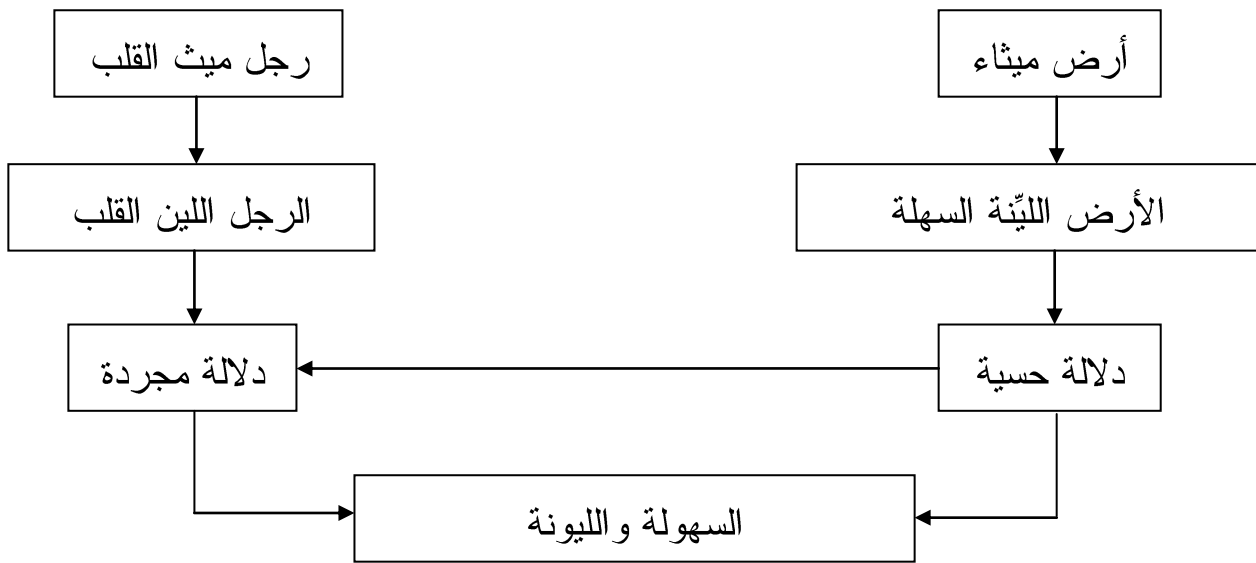 أرض ميثاء
رجل ميث القلب
الأرض الليِّنة السهلة
الرجل اللين القلب
دلالة حسية
دلالة مجردة
السهولة والليونة